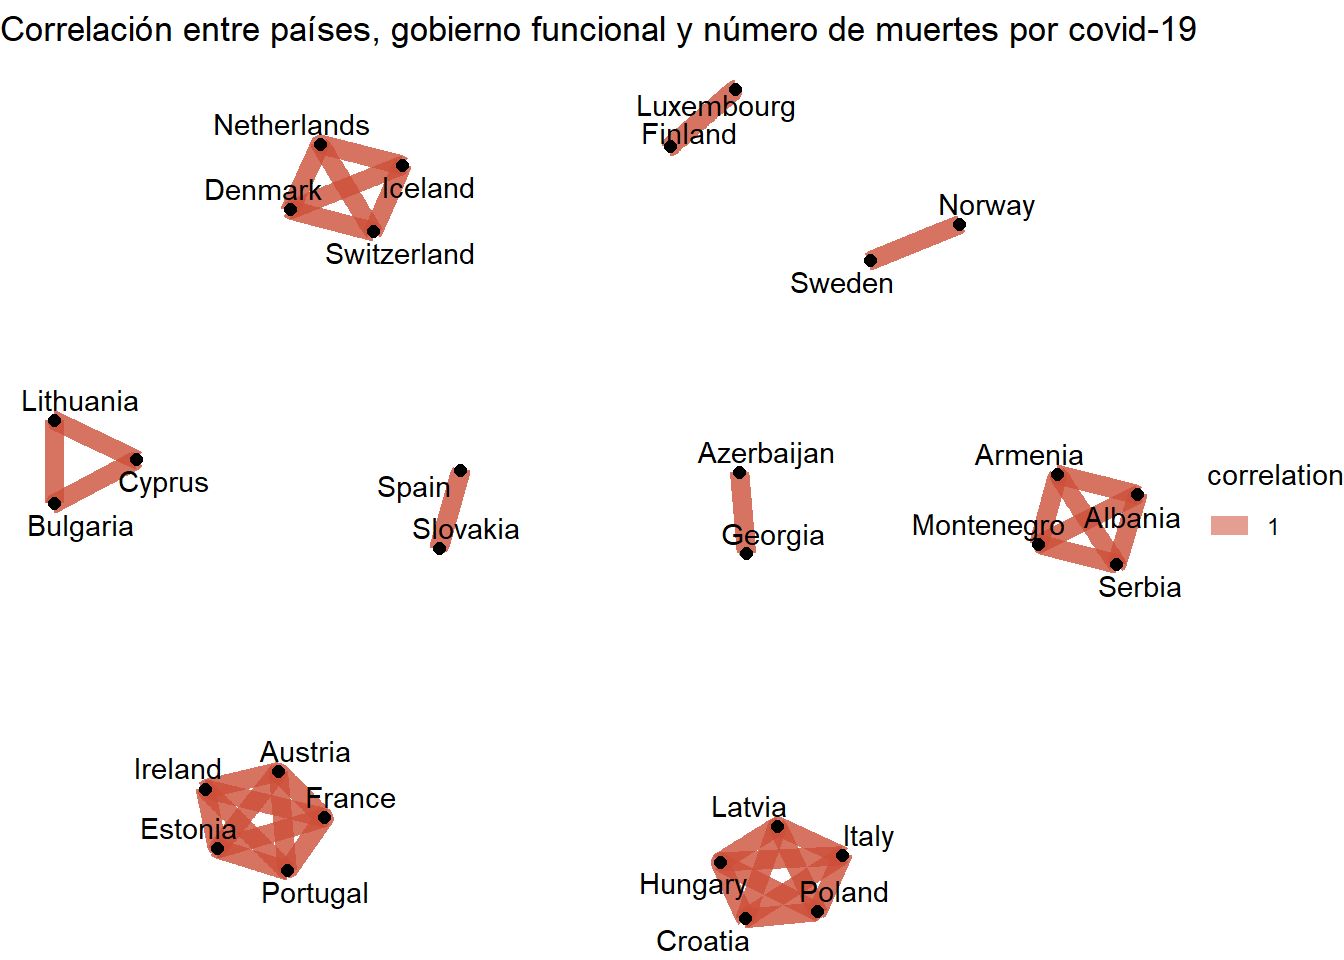 Correlación entre países, gobierno funcional y número de muertes por covid-19
Luxembourg
Netherlands
Finland
Denmark
Iceland
Norway
Switzerland
Sweden
Lithuania
Azerbaijan
Armenia
correlation
Cyprus
Spain
Albania
Bulgaria
Slovakia
Georgia
Montenegro
1
Serbia
Austria
Ireland
France
Latvia
Estonia
Italy
Hungary
Poland
Portugal
Croatia